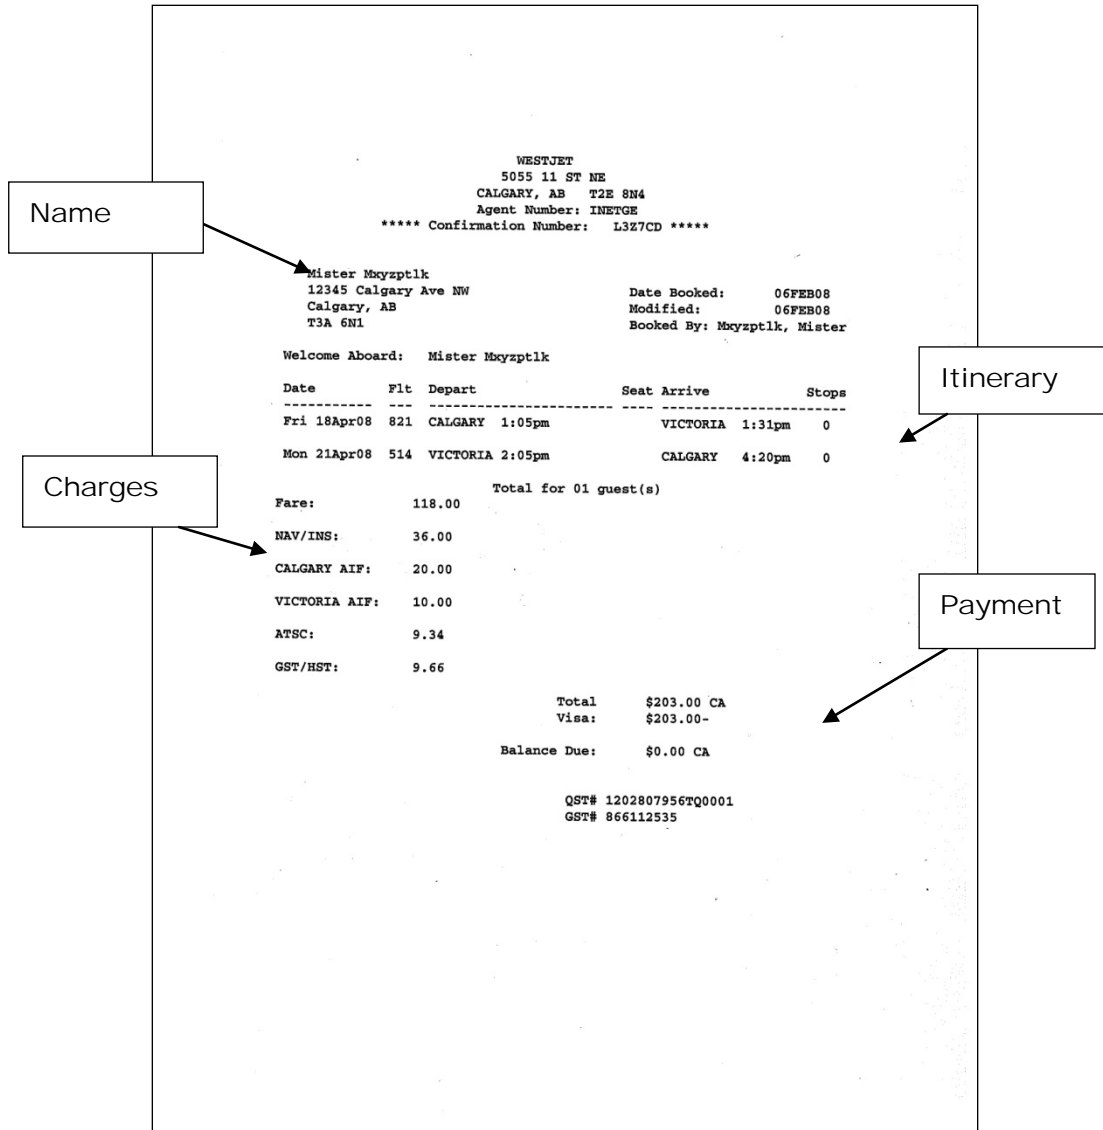 WESTJET
5055 11 ST NE
CALGARY, AB T2E 8N4
Agent Number: INETGE
***** Confirmation Number: L3Z7CD *****
Name
Mister Mxyzptlk
12345 Calgary Ave NW
Calgary, AB
T3A 6N1
Date Booked: 06FEB08
Modified: 06FEB08
Booked By: Mxyzptlk, Mister
Welcome Aboard: Mister Mxyzptlk
Itinerary
Date Flt Depart Seat Arrive Stops
------------ --- ------------------------- ---- -------------------------
Fri 18Apr08 821 CALGARY 1:05pm VICTORIA 1:31pm 0
Mon 21Apr08 514 VICTORIA 2:05pm CALGARY 4:20pm 0
Charges
Total for 01 guest(s)
Fare: 118.00
NAV/INS: 36.00
CALGARY AIF: 20.00
VICTORIA AIF: 10.00
ATSC: 9.34
GST/HST: 9.66
Payment
Total $203.00 CA
Visa: $203.00-
Balance Due: $0.00 CA
QST# 1202807956TQ0001
GST# 866112535